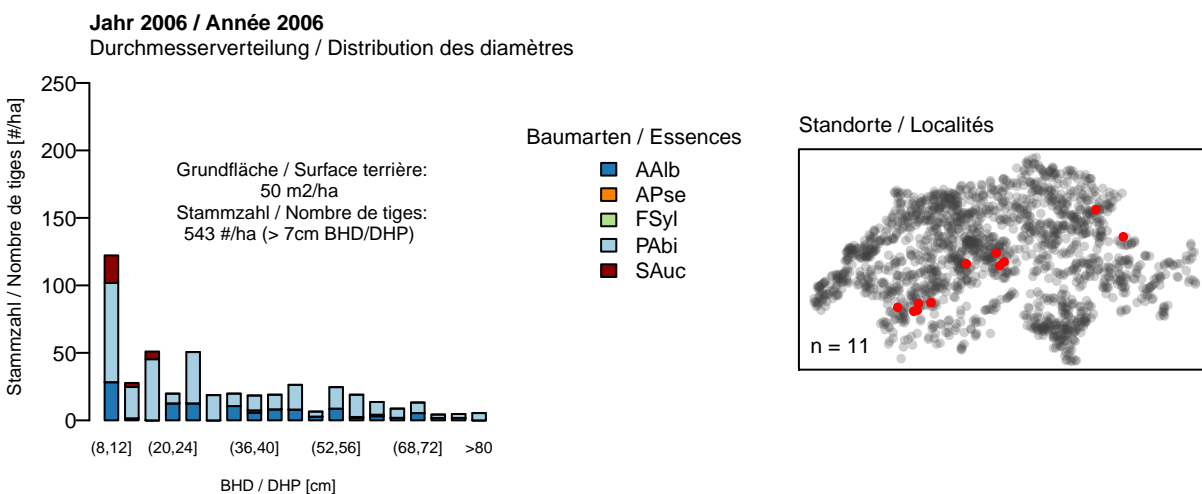 Jahr 2006 / Année 2006
Durchmesserverteilung / Distribution des diamètres
Stammzahl / Nombre de tiges [#/ha]
250
200
150
100
50
0
Grundfläche / Surface terrière:
50 m2/ha
Stammzahl / Nombre de tiges:
543 #/ha (> 7cm BHD/DHP)
(8,12]
(20,24]
(36,40]
(52,56]
(68,72]
>80
BHD / DHP [cm]
Baumarten / Essences
AAlb
APse
FSyl
PAbi
SAuc
Standorte / Localités
n = 11